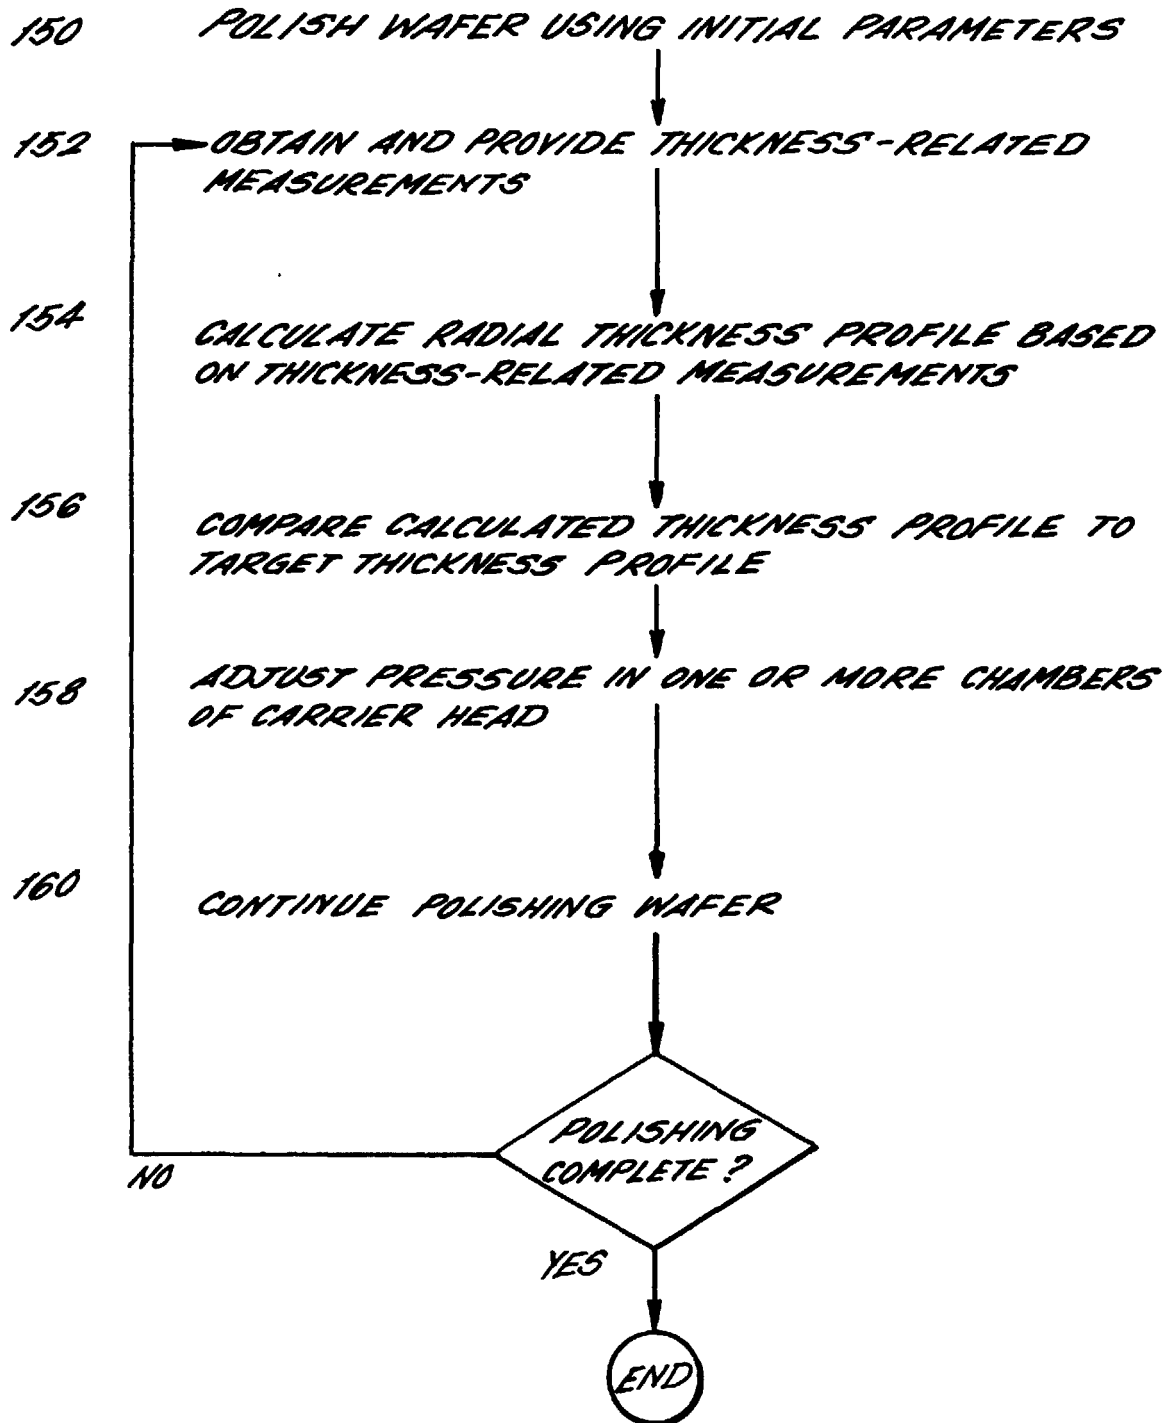 150 POLISH WAFER USING INITIAL PARAMETERS
152 OBTAIN AND PROVIDE THICKNESS-RELATED
MEASUREMENTS
154 CALCULATE RADIAL THICKNESS PROFILE BASED
ON THICKNESS-RELATED MEASUREMENTS
156 COMPARE CALCULATED THICKNESS PROFILE TO
TARGET THICKNESS PROFILE
158 ADJUST PRESSURE IN ONE OR MORE CHAMBERS
OF CARRIER HEAD
160 CONTINUE POLISHING WAFER
POLISHING
COMPLETE?
NO
YES
END